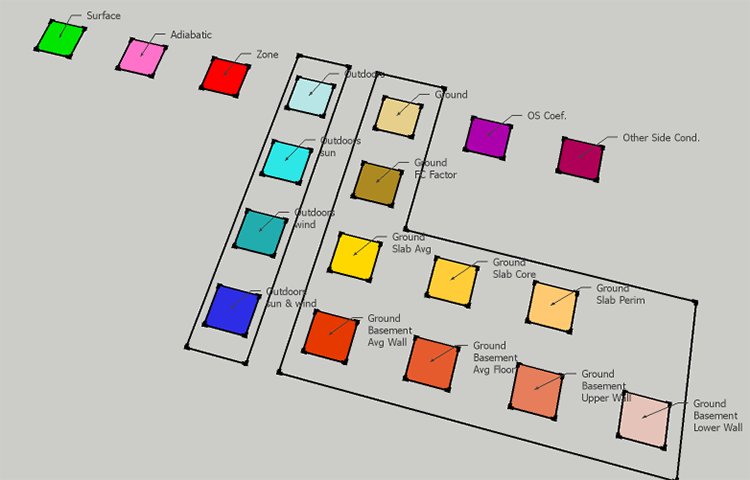 Surface
Adiabatic
Zone
Outdoors
Ground
OS Coef.
Other Side Cond.
Outdoors
sun
Ground
FC Factor
Outdoors
wind
Ground
Slab Avg
Ground
Slab Core
Ground
Slab Perim
Outdoors
sun & wind
Ground
Basement
Avg Wall
Ground
Basement
Avg Floor
Ground
Basement
Upper Wall
Ground
Basement
Lower Wall